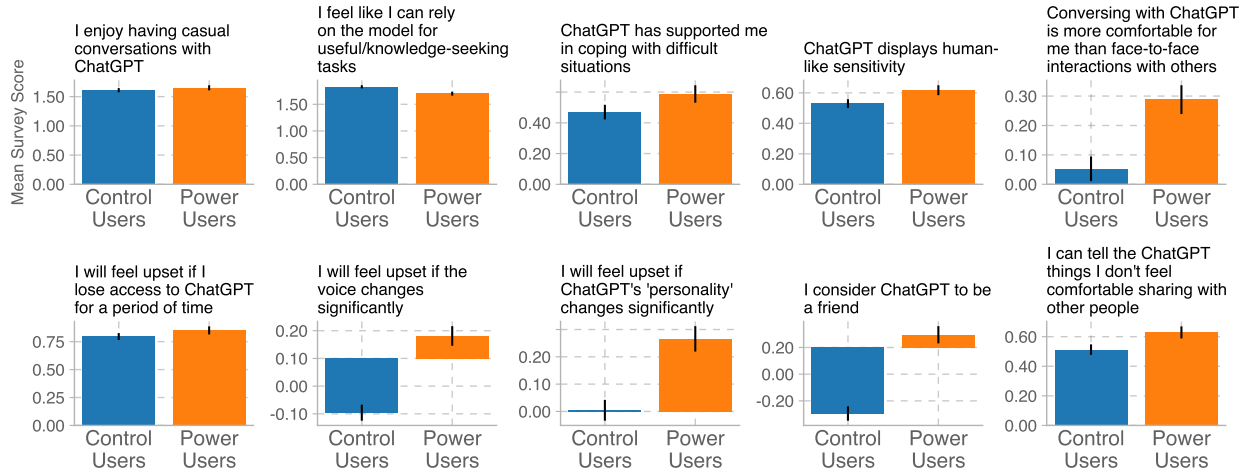 I enjoy having casual
conversations with
ChatGPT
I feel like I can rely
on the model for
useful/knowledge-seeking
tasks
ChatGPT has supported me
in coping with difficult
situations
ChatGPT displays human-
like sensitivity
Conversing with ChatGPT
is more comfortable for
me than face-to-face
interactions with others
Mean Survey Score
1.50
1.00
0.50
0.00
Control
Users
Power
Users
1.50
1.00
0.50
0.00
Control
Users
Power
Users
0.40
0.20
0.00
Control
Users
Power
Users
0.60
0.40
0.20
0.00
Control
Users
Power
Users
0.30
0.20
0.10
0.00
Control
Users
Power
Users
I will feel upset if I
lose access to ChatGPT
for a period of time
I will feel upset if the
voice changes
significantly
I will feel upset if
ChatGPT's 'personality'
changes significantly
I consider ChatGPT to be
a friend
I can tell the ChatGPT
things I don't feel
comfortable sharing with
other people
0.75
0.50
0.25
0.00
Control
Users
Power
Users
0.20
0.10
0.00
-0.10
Control
Users
Power
Users
0.20
0.10
0.00
Control
Users
Power
Users
0.20
0.00
-0.20
Control
Users
Power
Users
0.60
0.40
0.20
0.00
Control
Users
Power
Users